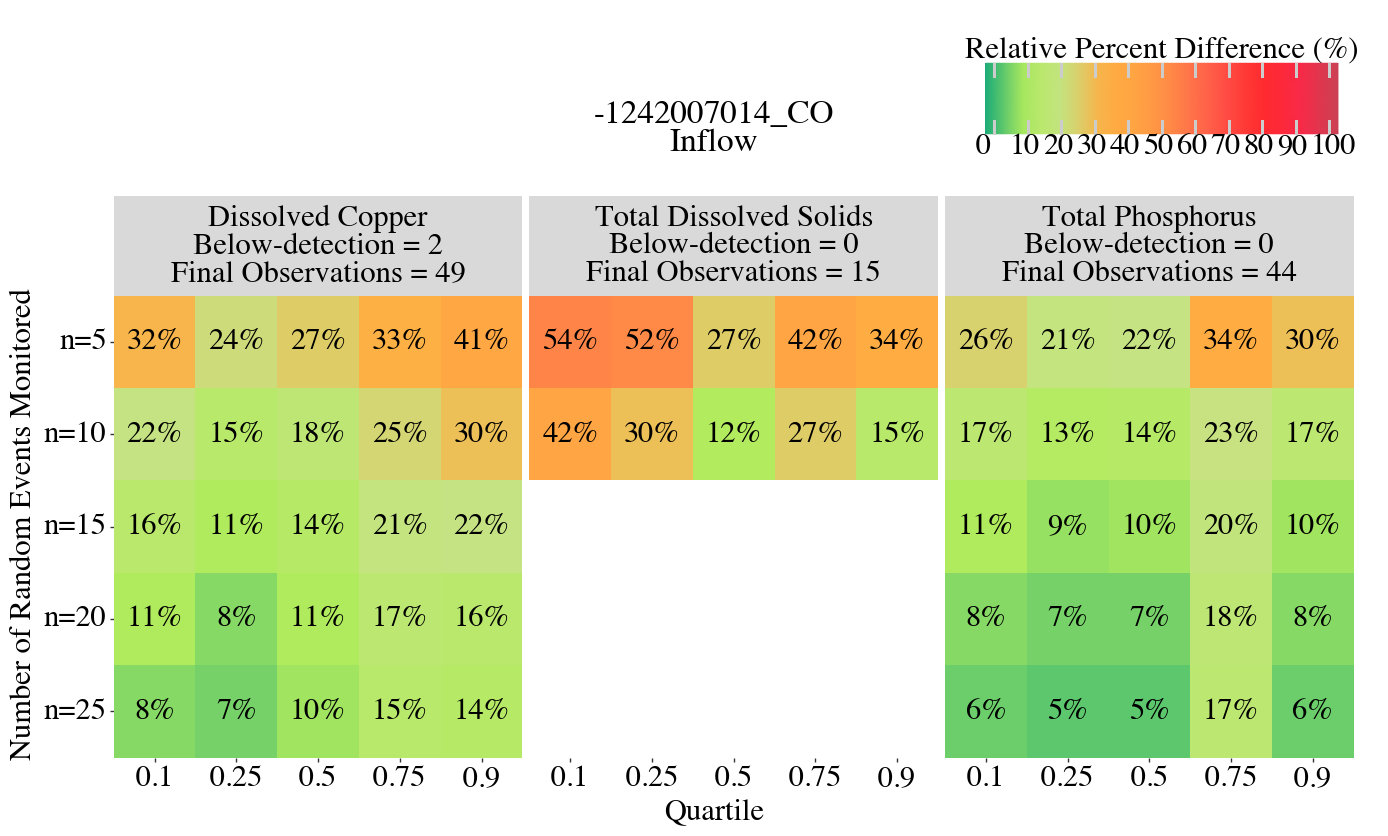 Relative Percent Difference (%)
0 10 20 30 40 50 60 70 80 90 100
-1242007014_CO
Inflow
Dissolved Copper
Below-detection = 2
Final Observations = 49
Total Dissolved Solids
Below-detection = 0
Final Observations = 15
Total Phosphorus
Below-detection = 0
Final Observations = 44
Number of Random Events Monitored
n=5 32% 24% 27% 33% 41% 54% 52% 27% 42% 34% 26% 21% 22% 34% 30%
n=10 22% 15% 18% 25% 30% 42% 30% 12% 27% 15% 17% 13% 14% 23% 17%
n=15 16% 11% 14% 21% 22% 11% 9% 10% 20% 10%
n=20 11% 8% 11% 17% 16% 8% 7% 7% 18% 8%
n=25 8% 7% 10% 15% 14% 6% 5% 5% 17% 6%
0.1 0.25 0.5 0.75 0.9 0.1 0.25 0.5 0.75 0.9 0.1 0.25 0.5 0.75 0.9
Quartile